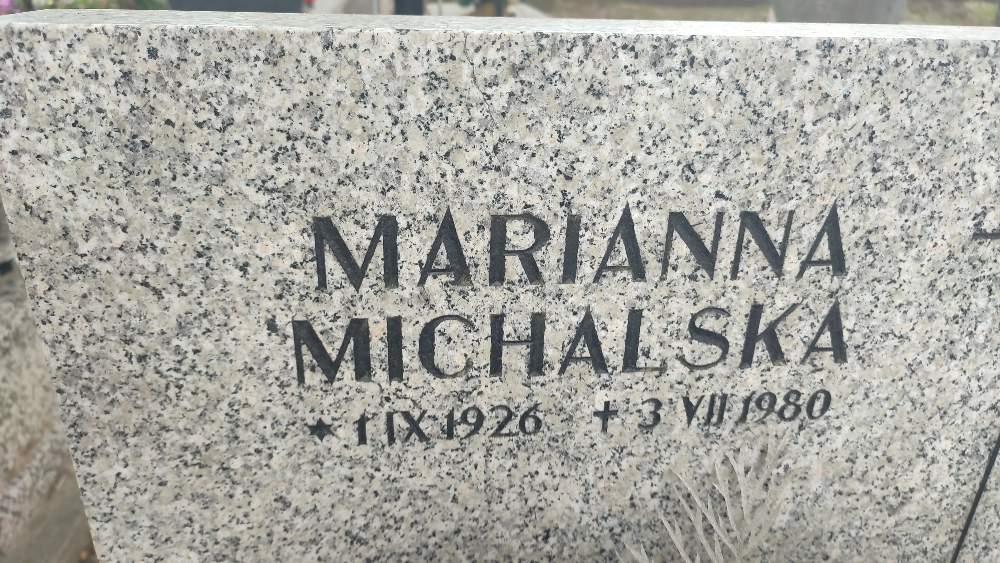 MARIANNA
MICHALSKA
★ 1 IX 1926 + 3 VII 1980